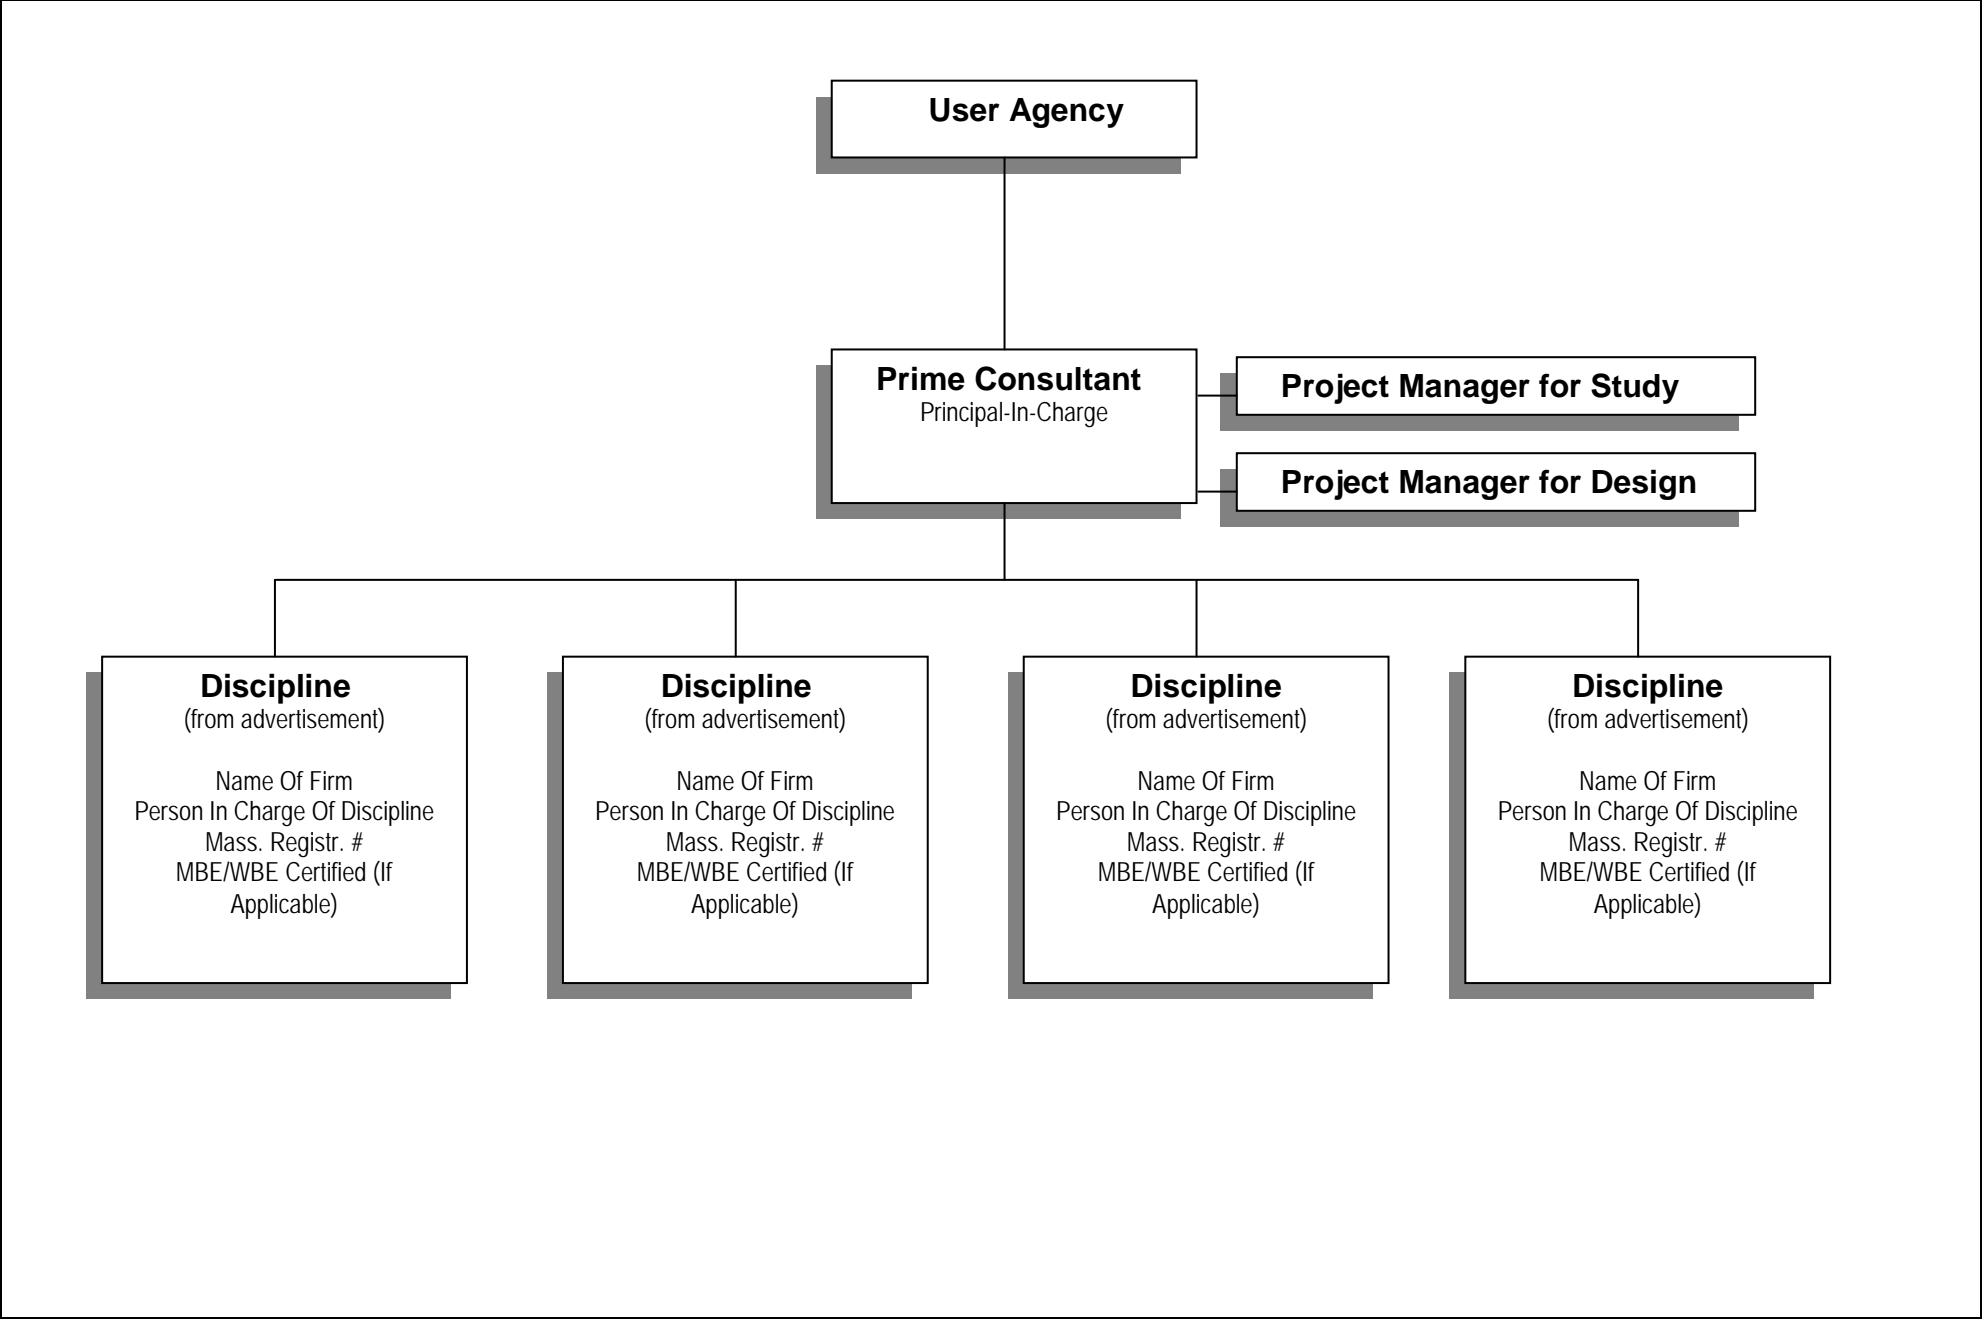 User Agency
Prime Consultant
Principal-In-Charge
Project Manager for Study
Project Manager for Design
Discipline
(from advertisement)
Name Of Firm
Person In Charge Of Discipline
Mass. Registr. #
MBE/WBE Certified (If
Applicable)
Discipline
(from advertisement)
Name Of Firm
Person In Charge Of Discipline
Mass. Registr. #
MBE/WBE Certified (If
Applicable)
Discipline
(from advertisement)
Name Of Firm
Person In Charge Of Discipline
Mass. Registr. #
MBE/WBE Certified (If
Applicable)
Discipline
(from advertisement)
Name Of Firm
Person In Charge Of Discipline
Mass. Registr. #
MBE/WBE Certified (If
Applicable)